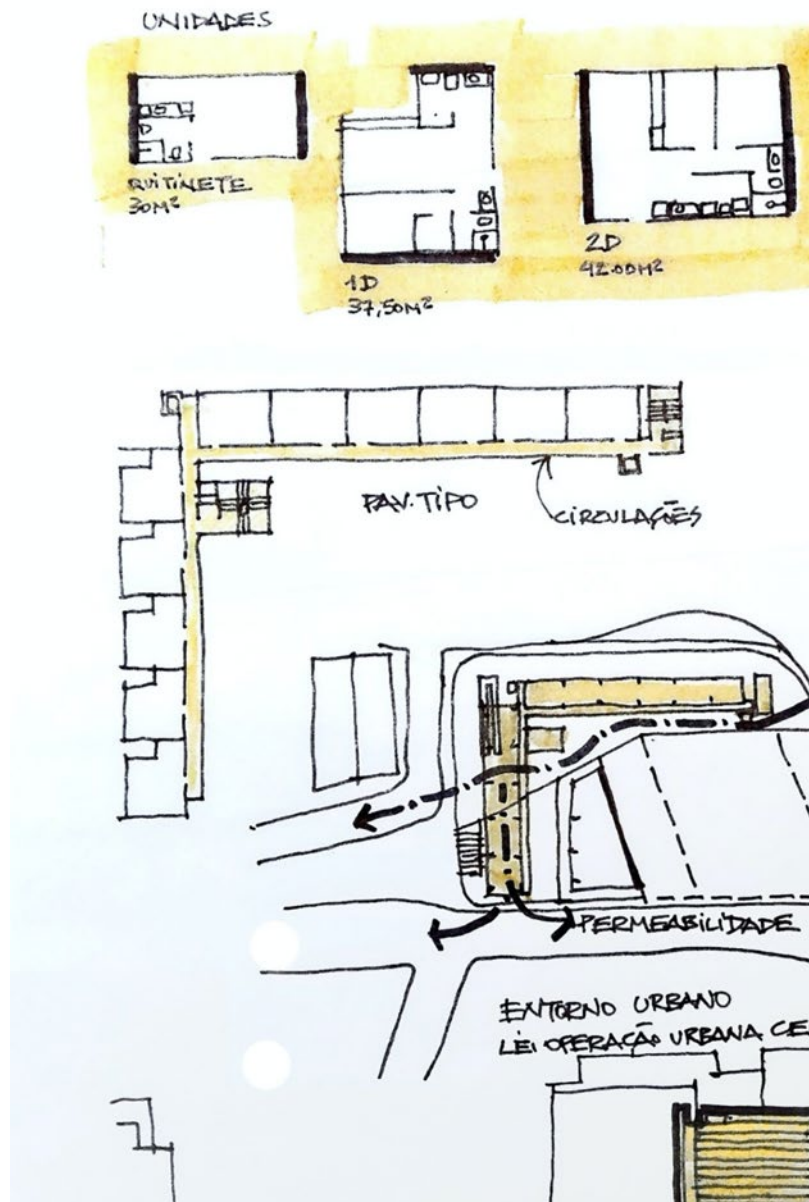 UNIDADES
QUITINETE
30M²
1D
37,50M²
2D
42.00M²
PAV. TIPO
CIRCULAÇÕES
PERMEABILIDADE
ENTORNO URBANO
LEI OPERAÇÃO URBANA CE